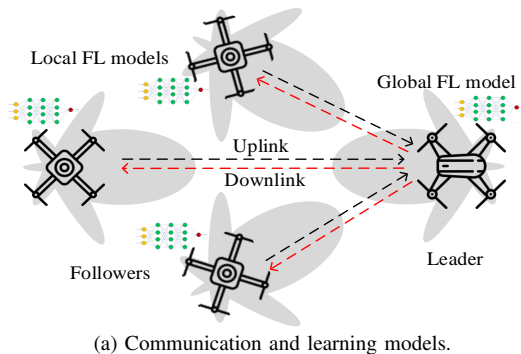 Local FL models
Global FL model
Uplink
Downlink
Followers
Leader
(a) Communication and learning models.